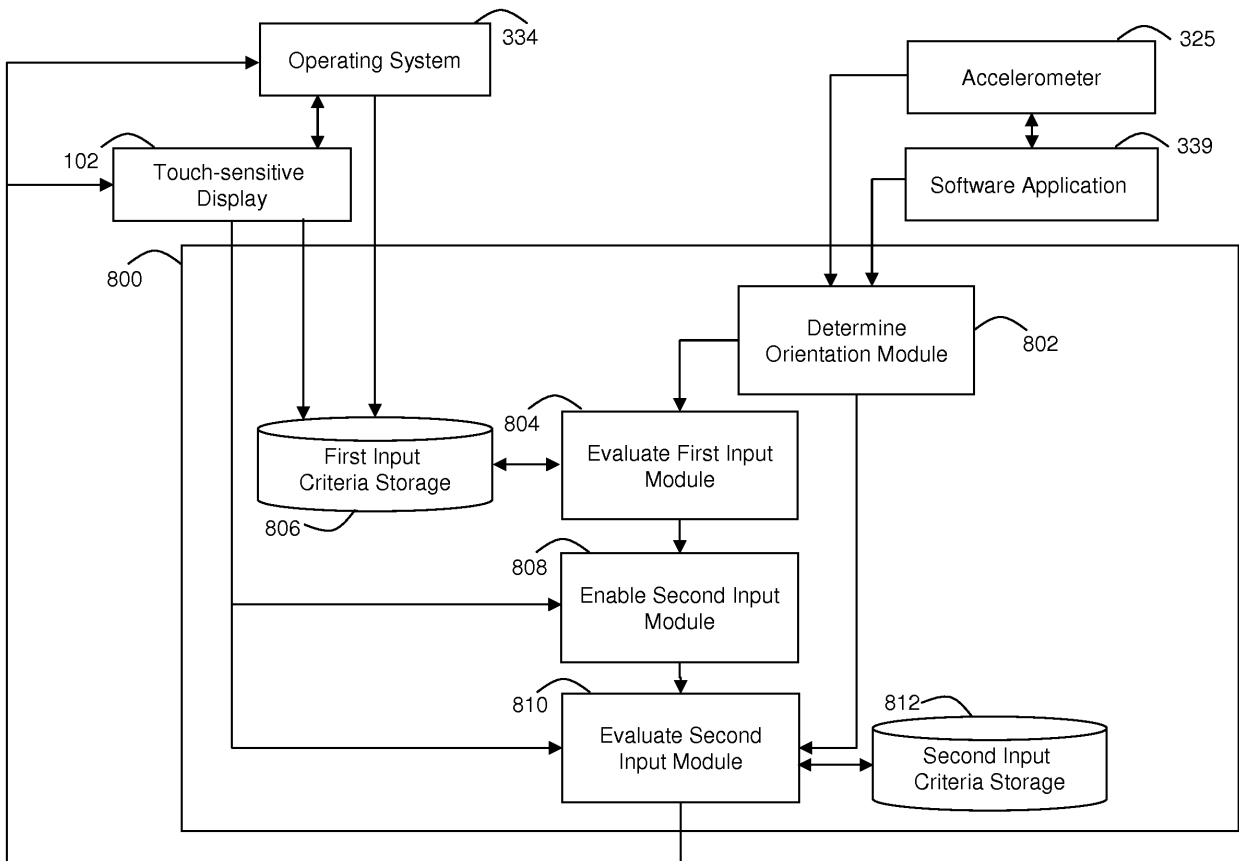 334
Operating System
325
Accelerometer
102
Touch-sensitive
Display
339
Software Application
800
Determine
Orientation Module
802
804
First Input
Criteria Storage
Evaluate First Input
Module
806
808
Enable Second Input
Module
810
Evaluate Second
Input Module
812
Second Input
Criteria Storage